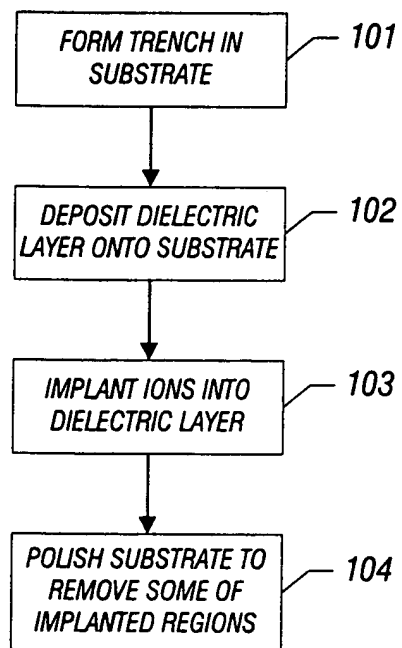 FORM TRENCH IN
SUBSTRATE
101
DEPOSIT DIELECTRIC
LAYER ONTO SUBSTRATE
102
IMPLANT IONS INTO
DIELECTRIC LAYER
103
POLISH SUBSTRATE TO
REMOVE SOME OF
IMPLANTED REGIONS
104